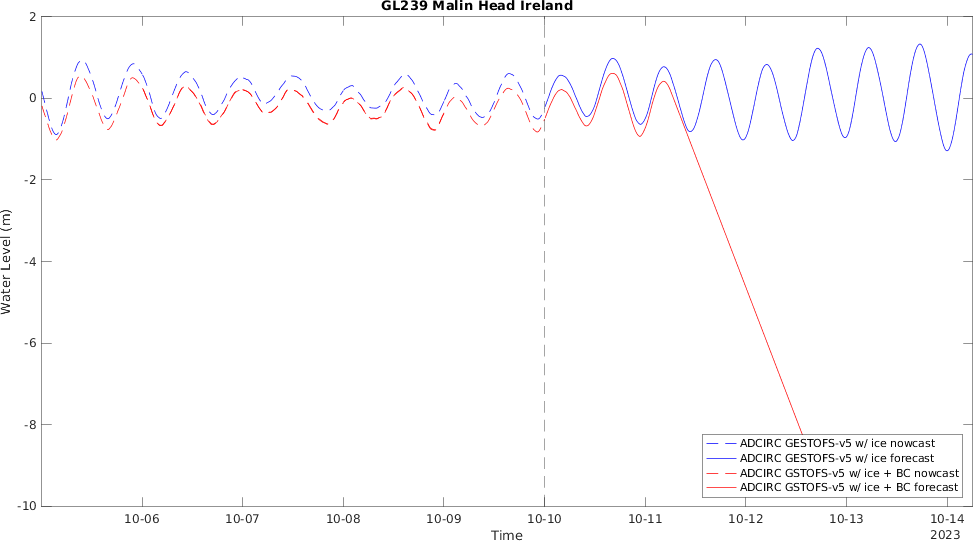 GL239 Malin Head Ireland
2
0
-2
-4
-6
-8
-10
Water Level (m)
ADCIRC GESTOFS-v5 w/ ice nowcast
ADCIRC GESTOFS-v5 w/ ice forecast
ADCIRC GSTOFS-v5 w/ ice + BC nowcast
ADCIRC GSTOFS-v5 w/ ice + BC forecast
10-06 10-07 10-08 10-09 10-10 10-11 10-12 10-13 10-14
Time
2023